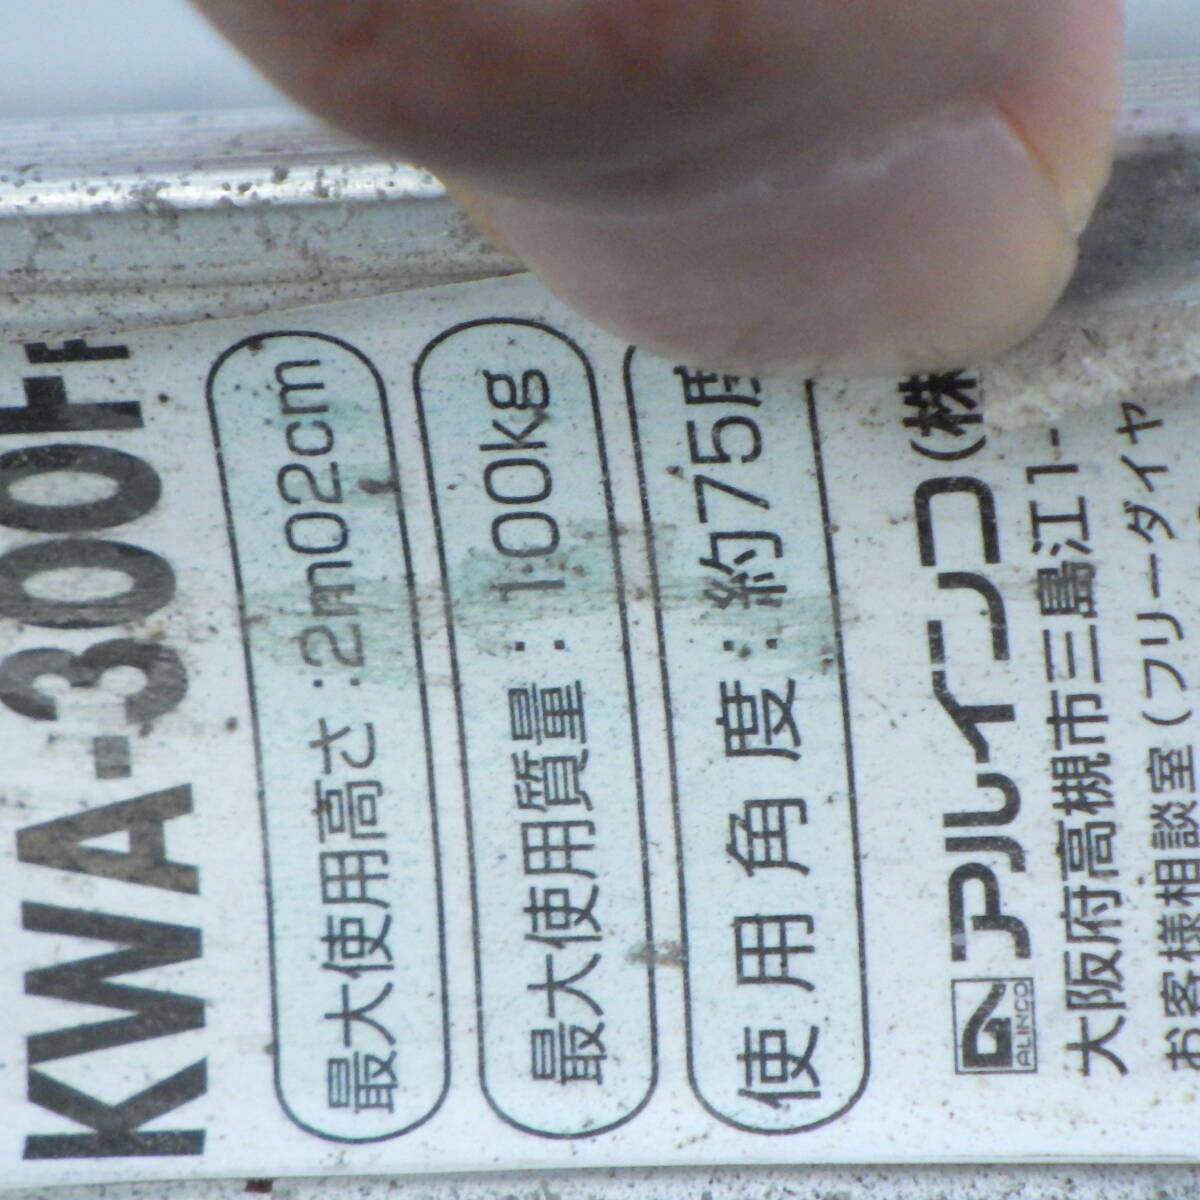 KWA-300
最大使用高さ:2m02cm
最大使用質量:100kg
使用角度:約75度
アルインコ(株
ALINCO
大阪府高槻市三島江1-
お客様相談室(フリーダイヤ